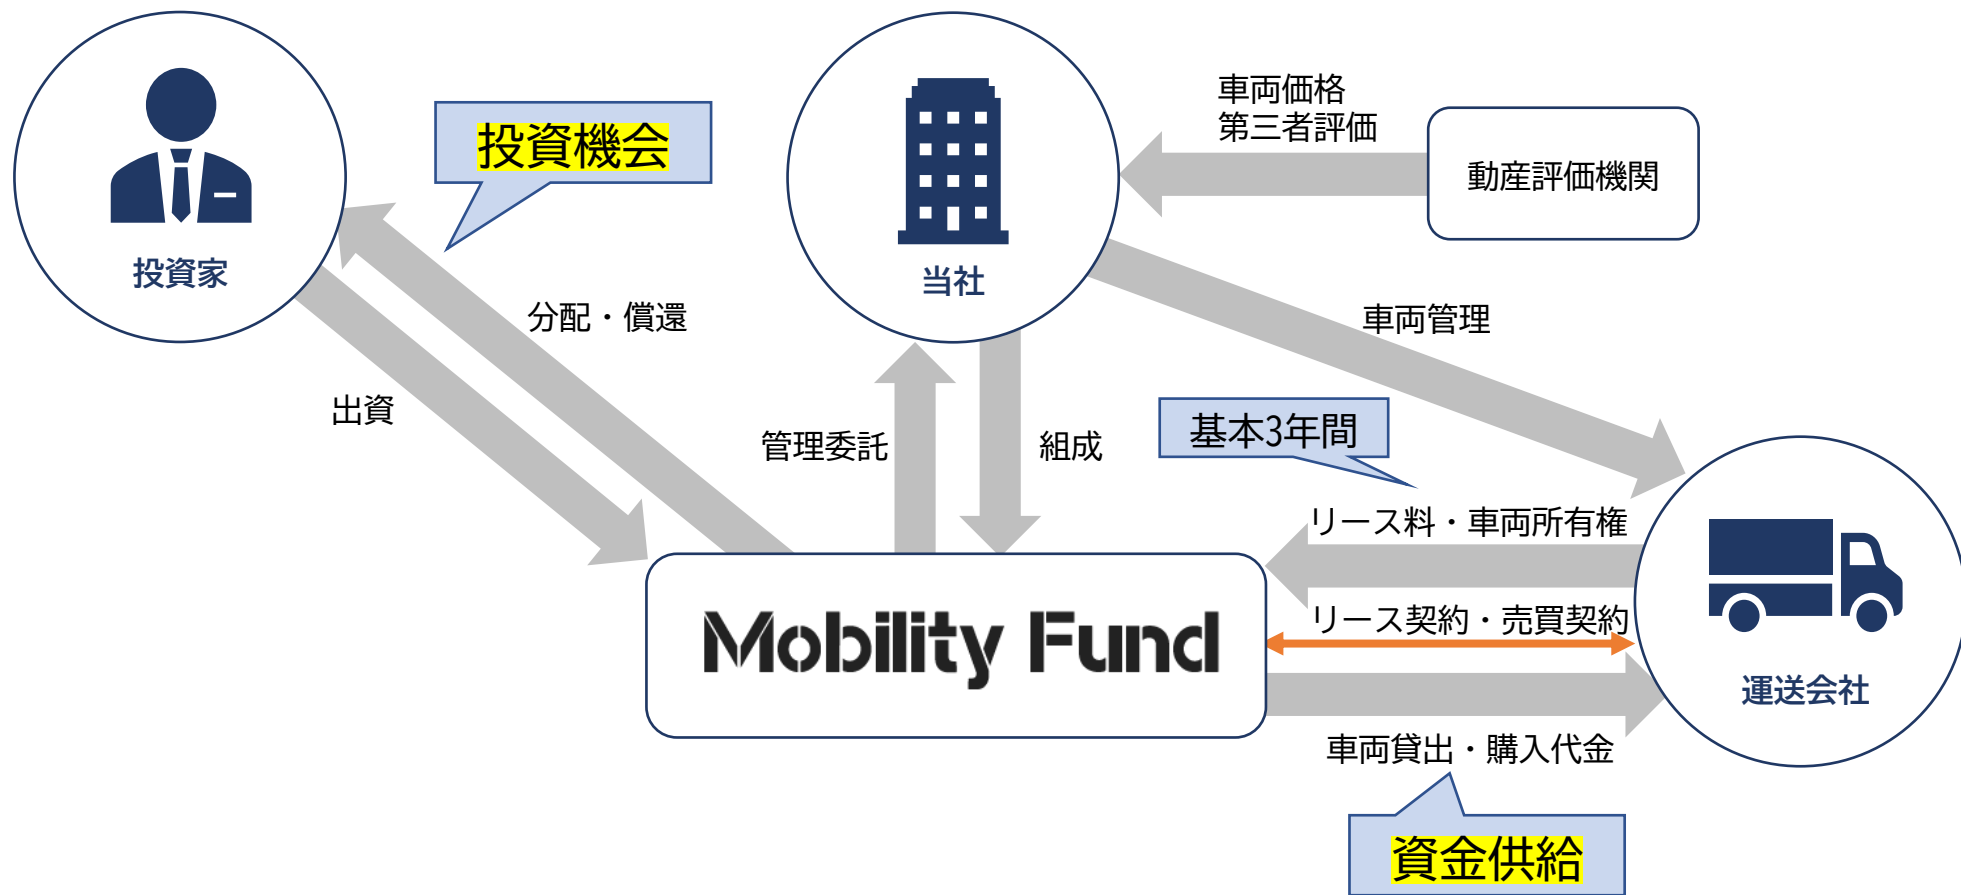 車両価格
第三者評価
投資機会
動産評価機関
投資家
当社
分配・償還
車両管理
出資
基本3年間
管理委託
組成
リース料・車両所有権
リース契約・売買契約
Mobility Fund
運送会社
車両貸出・購入代金
資金供給